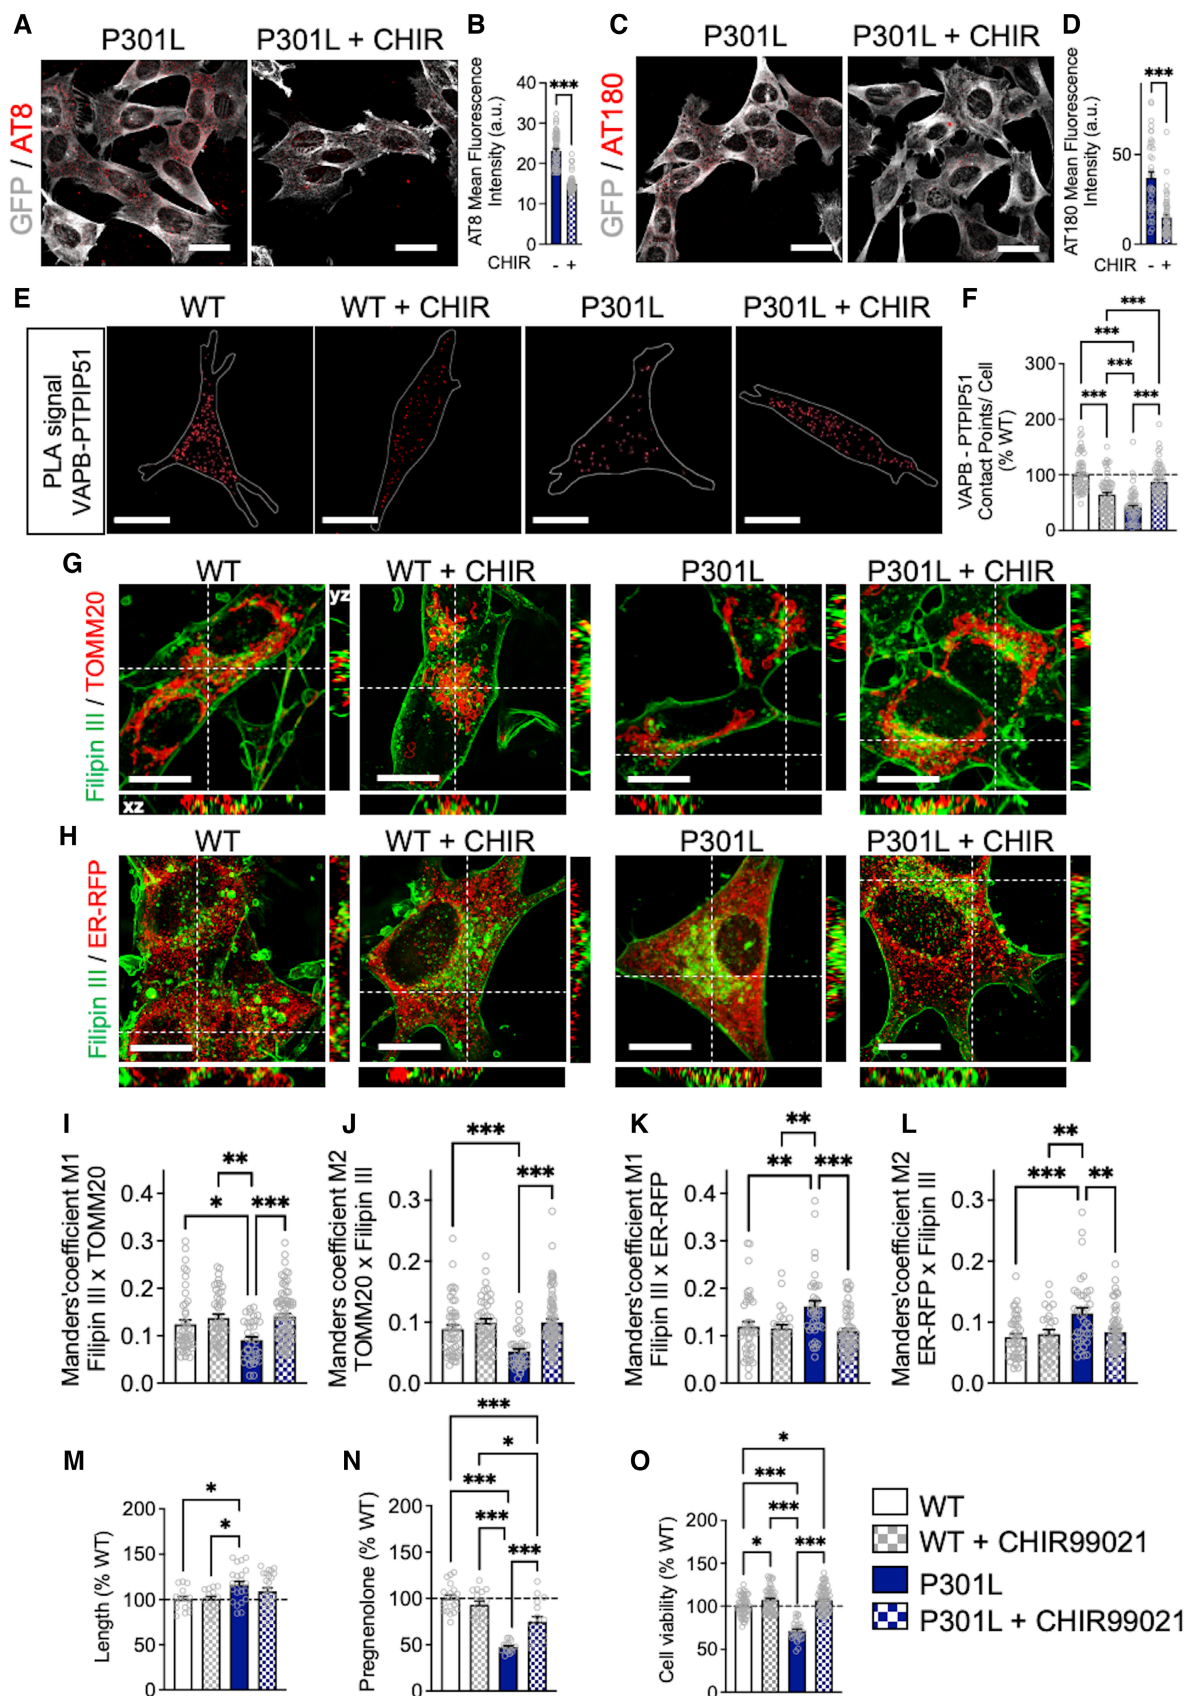 A
P301L
P301L + CHIR
GFP / AT8
B
AT8 Mean Fluorescence
Intensity (a.u.)
40
30
20
10
0
***
CHIR - +
C
P301L
P301L + CHIR
GFP / AT180
D
AT180 Mean Fluorescence
Intensity (a.u.)
50
0
***
CHIR - +
E
WT
WT + CHIR
P301L
P301L + CHIR
PLA signal
VAPB-PTPIP51
F
VAPB - PTPIP51
Contact Points/ Cell
(% WT)
300
200
100
0
***
***
***
***
***
G
WT
WT + CHIR
P301L
P301L + CHIR
Filipin III / TOMM20
yz
xz
H
WT
WT + CHIR
P301L
P301L + CHIR
Filipin III / ER-RFP
I
Manders'coefficient M1
Filipin III x TOMM20
0.4
0.3
0.2
0.1
0.0
**
*
***
J
Manders coefficient M2
TOMM20 x Filipin III
0.3
0.2
0.1
0.0
***
***
K
Manders'coefficient M1
Filipin III x ER-RFP
0.4
0.3
0.2
0.1
0.0
**
**
***
L
Manders'coefficient M2
ER-RFP x Filipin III
0.3
0.2
0.1
0.0
**
***
**
M
Length (% WT)
200
150
100
50
0
*
*
N
Pregnenolone (% WT)
200
150
100
50
0
***
*
***
***
***
O
Cell viability (% WT)
200
150
100
50
0
*
***
***
*
***
WT
WT + CHIR99021
P301L
P301L + CHIR99021